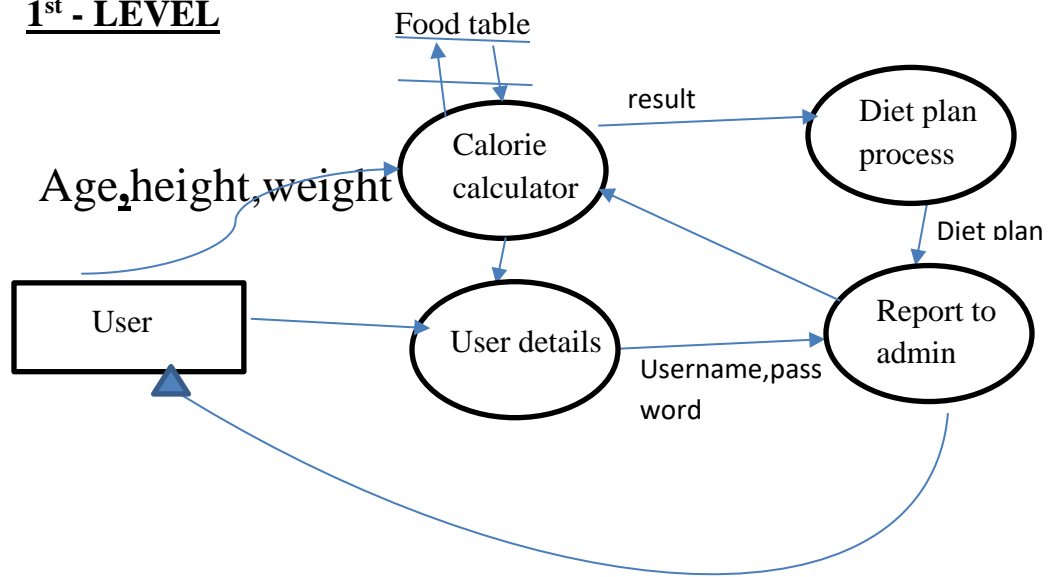 1st - LEVEL
Food table
result
Diet plan
process
Calorie
calculator
Age,height,weight
Diet plan
User
User details
Report to
admin
Username,pass
word